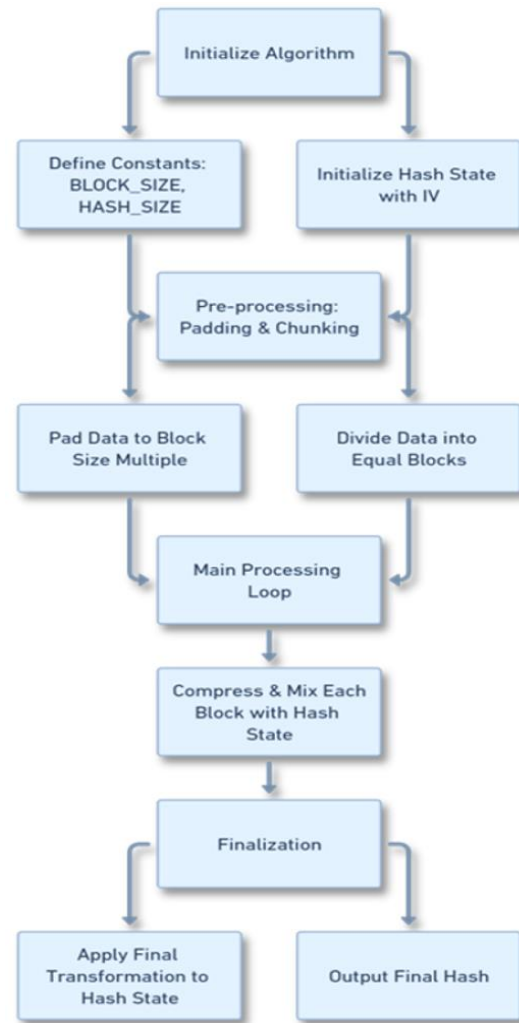 Initialize Algorithm
Define Constants:
BLOCK_SIZE,
HASH_SIZE
Initialize Hash State
with IV
Pre-processing:
Padding & Chunking
Pad Data to Block
Size Multiple
Divide Data into
Equal Blocks
Main Processing
Loop
Compress & Mix Each
Block with Hash
State
Finalization
Apply Final
Transformation to
Hash State
Output Final Hash